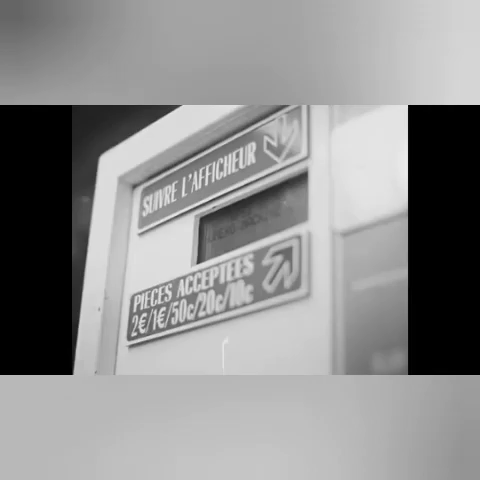 SUIVRE L'AFFICHEUR
PIECES ACCEPTEES
2€/1€/50c/20c/10c